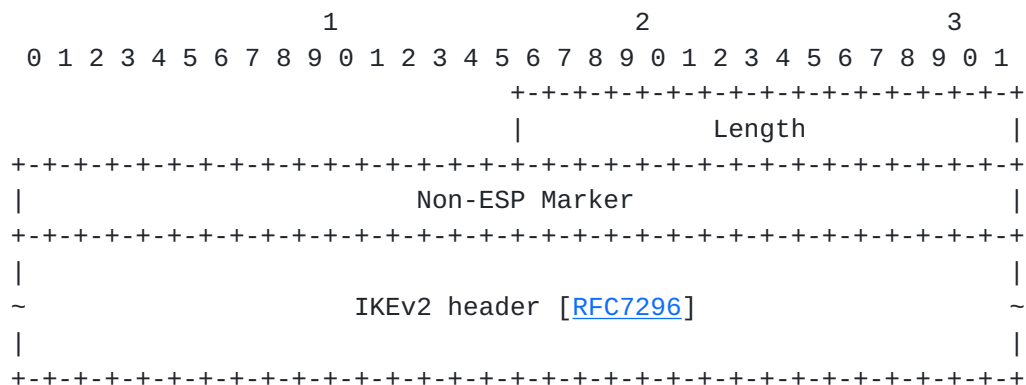 1                   2                   3
 0 1 2 3 4 5 6 7 8 9 0 1 2 3 4 5 6 7 8 9 0 1 2 3 4 5 6 7 8 9 0 1
                                +-+-+-+-+-+-+-+-+-+-+-+-+-+-+-+-+
                                |            Length             |
+-+-+-+-+-+-+-+-+-+-+-+-+-+-+-+-+-+-+-+-+-+-+-+-+-+-+-+-+-+-+-+-+
|                         Non-ESP Marker                        |
+-+-+-+-+-+-+-+-+-+-+-+-+-+-+-+-+-+-+-+-+-+-+-+-+-+-+-+-+-+-+-+-+
|                                                               |
~                     IKEv2 header [RFC7296]                    ~
|                                                               |
+-+-+-+-+-+-+-+-+-+-+-+-+-+-+-+-+-+-+-+-+-+-+-+-+-+-+-+-+-+-+-+-+